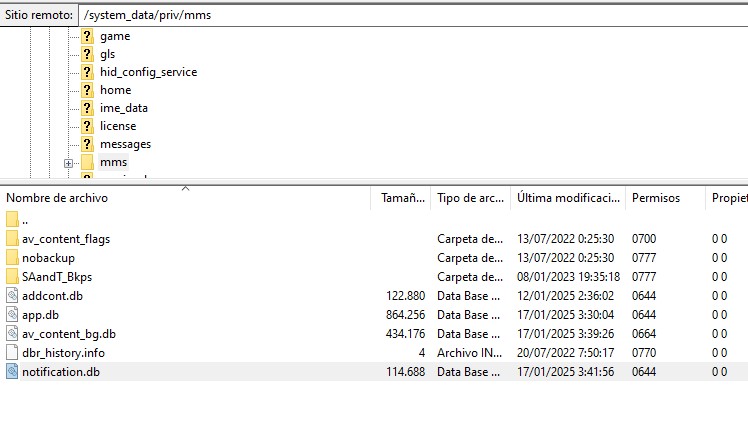 Sitio remoto: /system_data/priv/mms
game
gls
hid_config_service
home
ime_data
license
messages
mms
Nombre de archivo Tamañ... Tipo de arc... Última modificaci... Permisos Propiet
..
av_content_flags Carpeta de... 13/07/2022 0:25:30 0700 0 0
nobackup Carpeta de... 13/07/2022 0:25:30 0777 0 0
SAandT_Bkps Carpeta de... 08/01/2023 19:35:18 0777 0 0
addcont.db 122.880 Data Base ... 12/01/2025 2:36:02 0644 0 0
app.db 864.256 Data Base ... 17/01/2025 3:30:04 0644 0 0
av_content_bg.db 434.176 Data Base ... 17/01/2025 3:39:26 0664 0 0
dbr_history.info 4 Archivo IN... 20/07/2022 7:50:17 0770 0 0
notification.db 114.688 Data Base ... 17/01/2025 3:41:56 0644 0 0